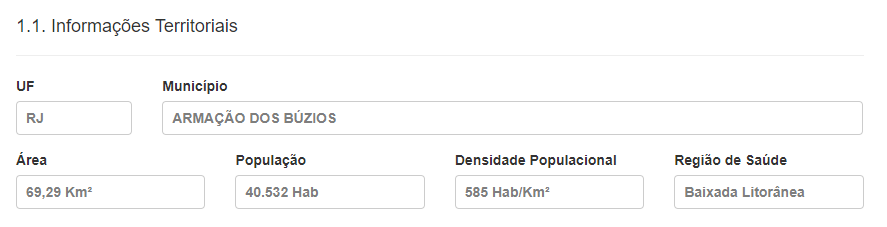 1.1. Informações Territoriais
UF Município
RJ ARMAÇÃO DOS BÚZIOS
Área População Densidade Populacional Região de Saúde
69,29 Km² 40.532 Hab 585 Hab/Km² Baixada Litorânea